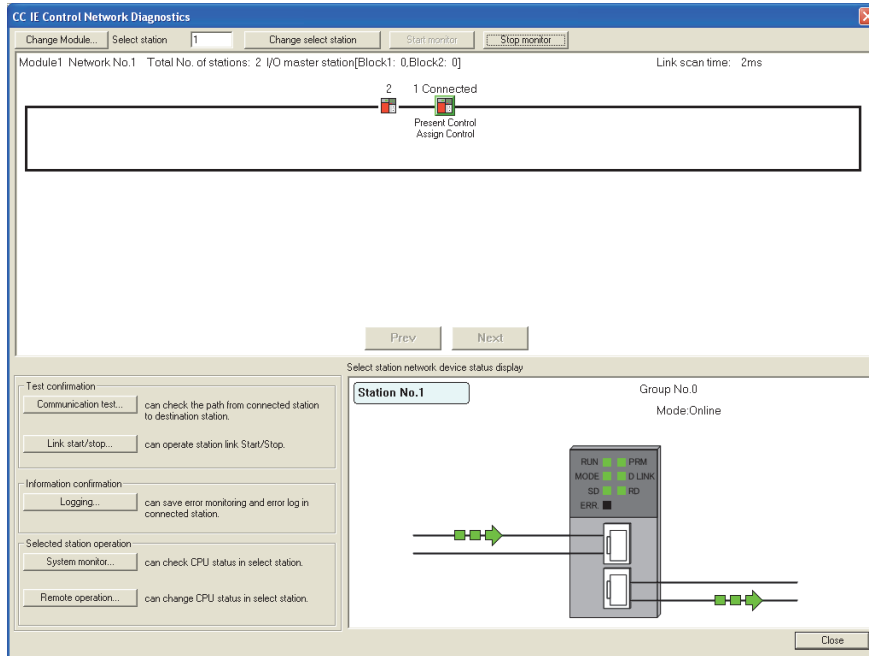 CC IE Control Network Diagnostics
Change Module... Select station 1 Change select station Start monitor Stop monitor
Module1 Network No.1 Total No. of stations: 2 I/O master station[Block1: 0,Block2: 0] Link scan time: 2ms
2 1 Connected
Present Control
Assign Control
Prev Next
Select station network device status display
Test confirmation
Communication test... can check the path from connected station
to destination station.
Link start/stop... can operate station link Start/Stop.
Information confirmation
Logging... can save error monitoring and error log in
connected station.
Selected station operation
System monitor... can check CPU status in select station.
Remote operation... can change CPU status in select station.
Station No.1 Group No.0
Mode:Online
RUN PRM
MODE D LINK
SD RD
ERR.
Close